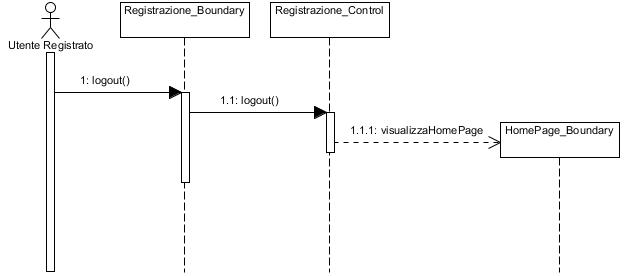 Registrazione_Boundary
Registrazione_Control
Utente Registrato
1: logout()
1.1: logout()
1.1.1: visualizzaHomePage
HomePage_Boundary